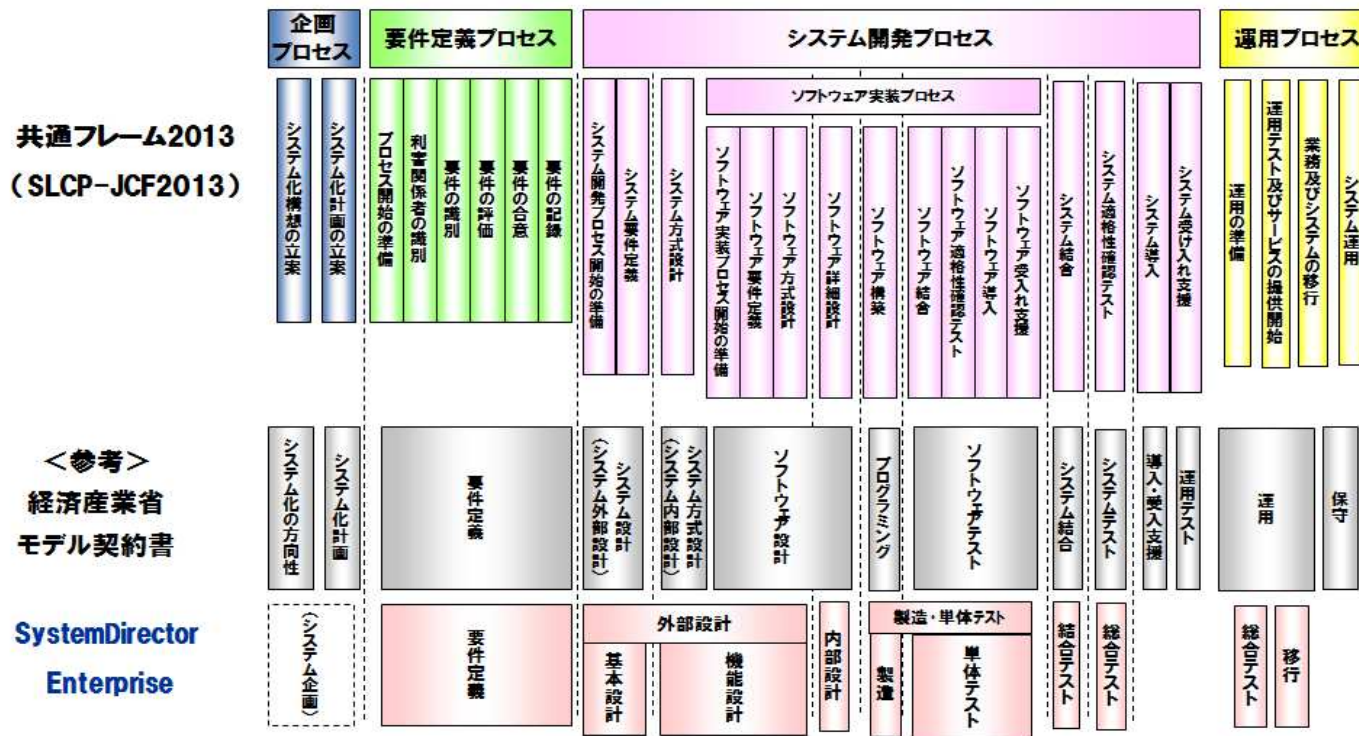 企画
プロセス
要件定義プロセス
システム開発プロセス
運用プロセス
共通フレーム2013
(SLCP-JCF2013)
システム化構想の立案
システム化計画の立案
プロセス開始の準備
利害関係者の識別
要件の識別
要件の評価
要件の合意
要件の記録
システム開発プロセス開始の準備
システム要件定義
システム方式設計
ソフトウェア実装プロセス
ソフトウェア実装プロセス開始の準備
ソフトウェア要件定義
ソフトウェア方式設計
ソフトウェア詳細設計
ソフトウェア構築
ソフトウェア結合
ソフトウェア適格性確認テスト
ソフトウェア導入
ソフトウェア受入れ支援
システム結合
システム適格性確認テスト
システム導入
システム受け入れ支援
運用の準備
運用テスト及びサービスの提供開始
業務及びシステムの移行
システム運用
<参考>
経済産業省
モデル契約書
システム化の方向性
システム化計画
要件定義
システム設計
(システム外部設計)
システム方式設計
(システム内部設計)
ソフトウェア設計
プログラミング
ソフトウェアテスト
システム結合
システムテスト
導入・受入支援
運用テスト
運用
保守
SystemDirector
Enterprise
(システム企画)
要件定義
外部設計
基本設計
機能設計
内部設計
製造・単体テスト
製造
単体テスト
結合テスト
総合テスト
総合テスト
移行